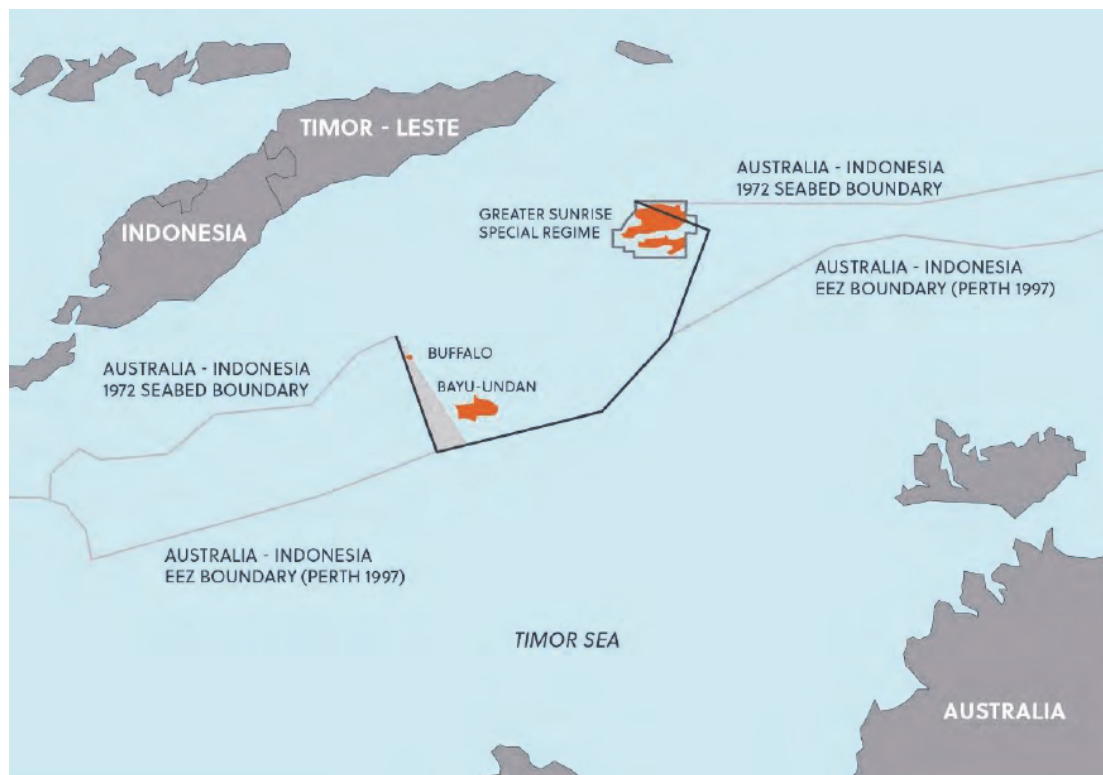 TIMOR - LESTE
INDONESIA
AUSTRALIA - INDONESIA
1972 SEABED BOUNDARY
GREATER SUNRISE
SPECIAL REGIME
AUSTRALIA - INDONESIA
EEZ BOUNDARY (PERTH 1997)
BUFFALO
AUSTRALIA - INDONESIA
1972 SEABED BOUNDARY
BAYU-UNDAN
AUSTRALIA - INDONESIA
EEZ BOUNDARY (PERTH 1997)
TIMOR SEA
AUSTRALIA